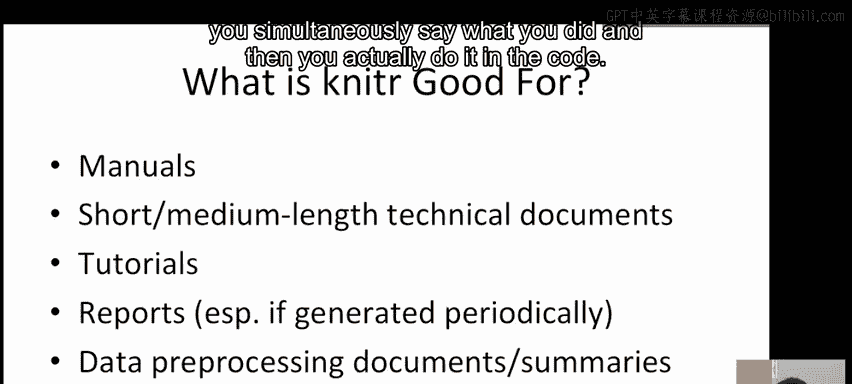 GPT中英字幕课程资源@bilibili.com
you simultaneously say what you did and
then you actually do it in the code.
What is knitr Good For?
• Manuals
• Short/medium-length technical documents
• Tutorials
• Reports (esp. if generated periodically)
• Data preprocessing documents/summaries